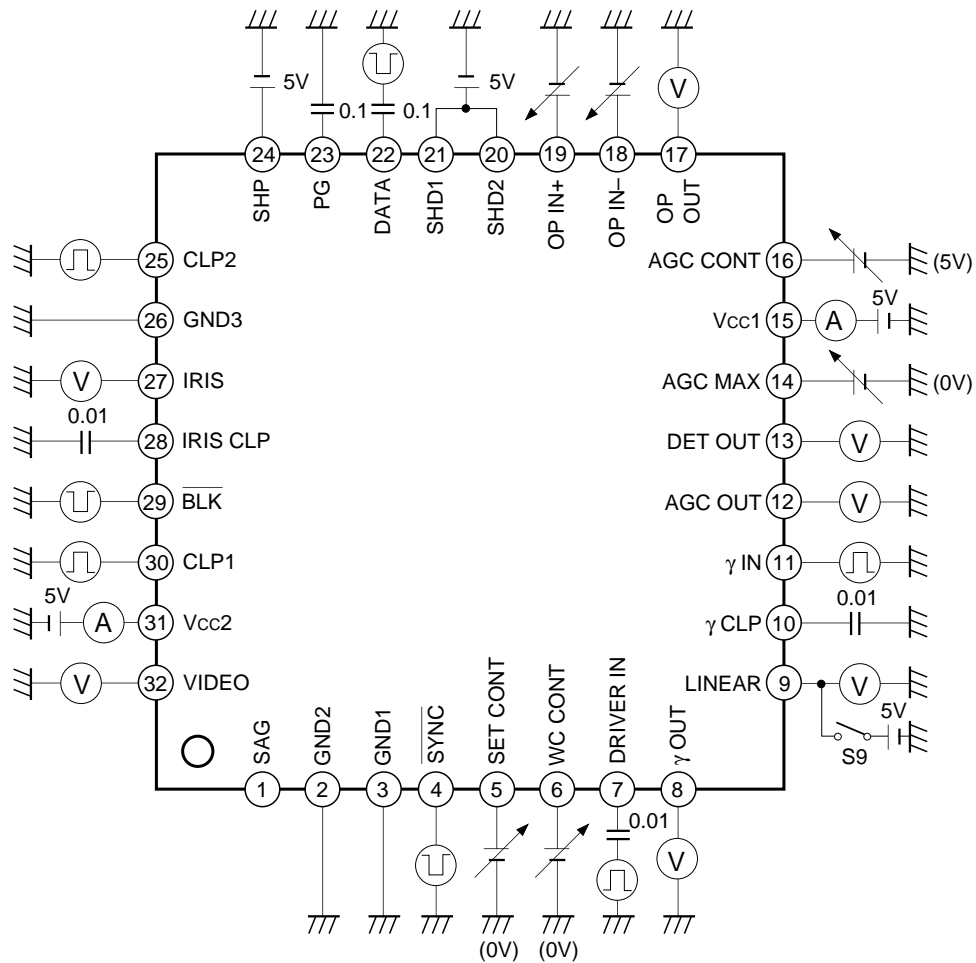 5V
0.1
0.1
5V
V
24
23
22
21
20
19
18
17
SHP
PG
DATA
SHD1
SHD2
OP IN+
OP IN–
OP OUT
25 CLP2
26 GND3
V 27 IRIS
0.01
28 IRIS CLP
29 BLK
30 CLP1
5V
A 31 VCC2
V 32 VIDEO
AGC CONT 16 (5V)
VCC1 15 A 5V
AGC MAX 14 (0V)
DET OUT 13 V
AGC OUT 12 V
γ IN 11
0.01
γ CLP 10
LINEAR 9 V
5V
S9
SAG
GND2
GND1
SYNC
SET CONT
WC CONT
DRIVER IN
γ OUT
1
2
3
4
5
6
7
8
0.01
V
(0V)
(0V)